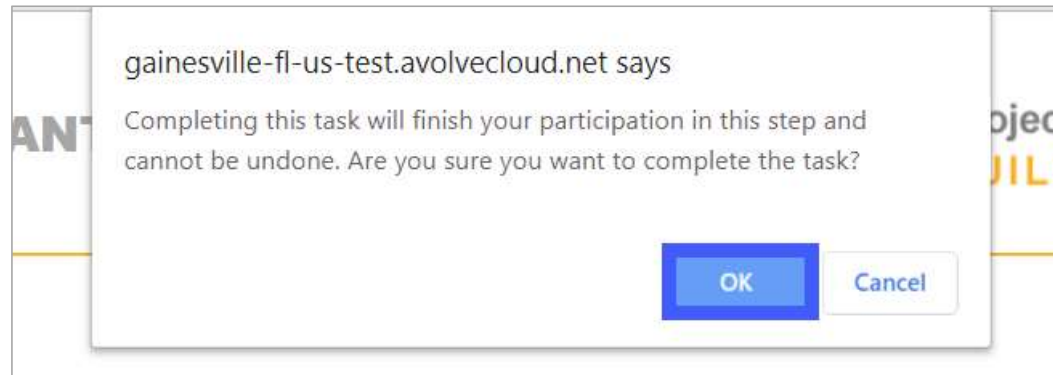 gainesville-fl-us-test.avolvecloud.net says
Completing this task will finish your participation in this step and
cannot be undone. Are you sure you want to complete the task?
OK
Cancel